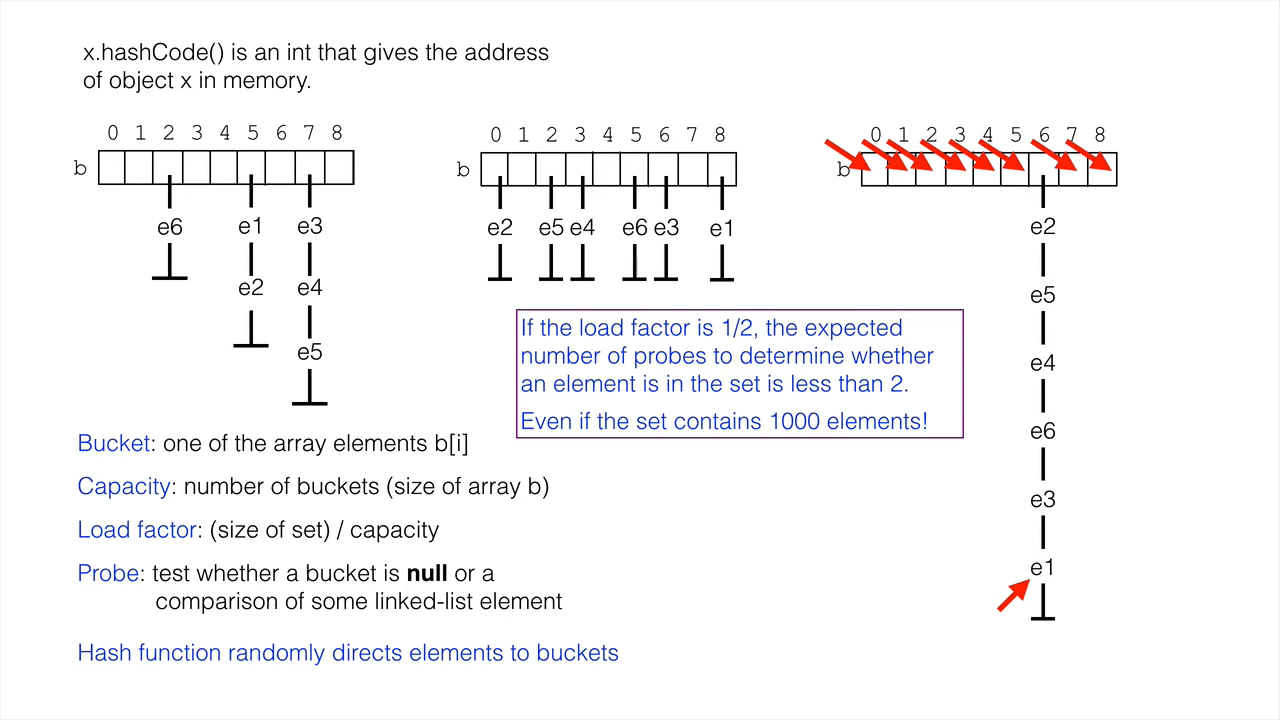 x.hashCode() is an int that gives the address
of object x in memory.
0 1 2 3 4 5 6 7 8
b
e6 e1 e3
e2 e4
e5
0 1 2 3 4 5 6 7 8
b
e2 e5 e4 e6 e3 e1
0 1 2 3 4 5 6 7 8
b
e2
e5
e4
e6
e3
e1
If the load factor is 1/2, the expected
number of probes to determine whether
an element is in the set is less than 2.
Even if the set contains 1000 elements!
Bucket: one of the array elements b[i]
Capacity: number of buckets (size of array b)
Load factor: (size of set) / capacity
Probe: test whether a bucket is null or a
comparison of some linked-list element
Hash function randomly directs elements to buckets